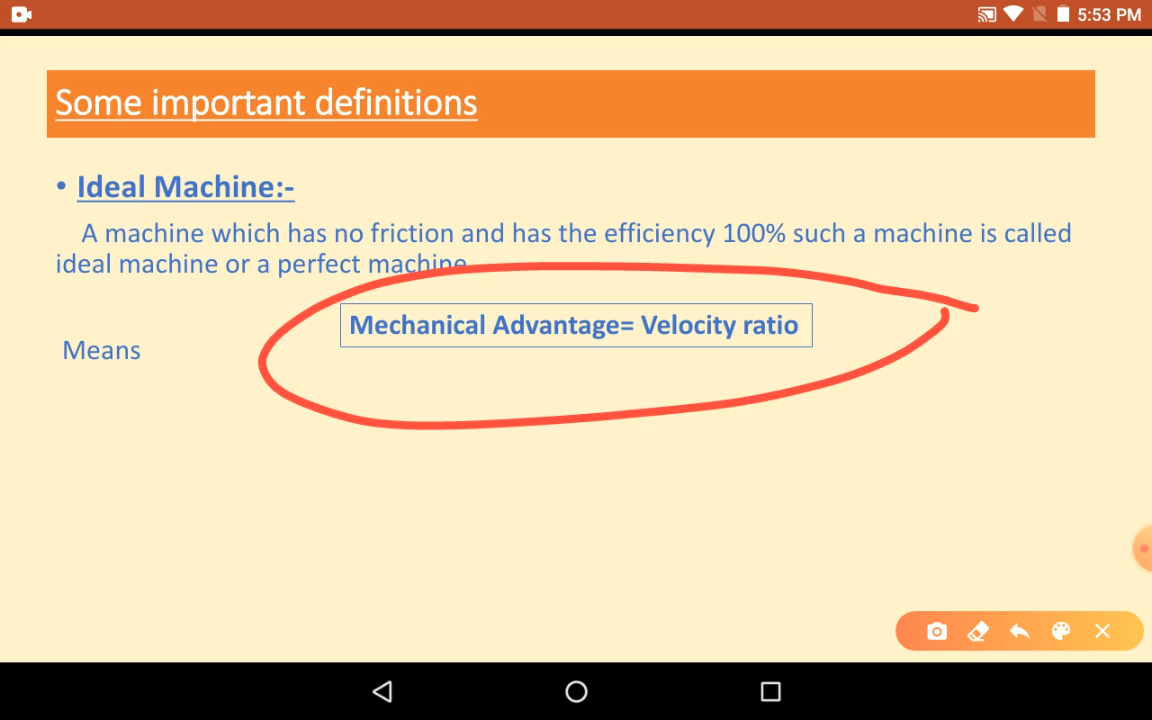 5:53 PM
Some important definitions
• Ideal Machine:-
A machine which has no friction and has the efficiency 100% such a machine is called
ideal machine or a perfect machine
Mechanical Advantage= Velocity ratio
Means